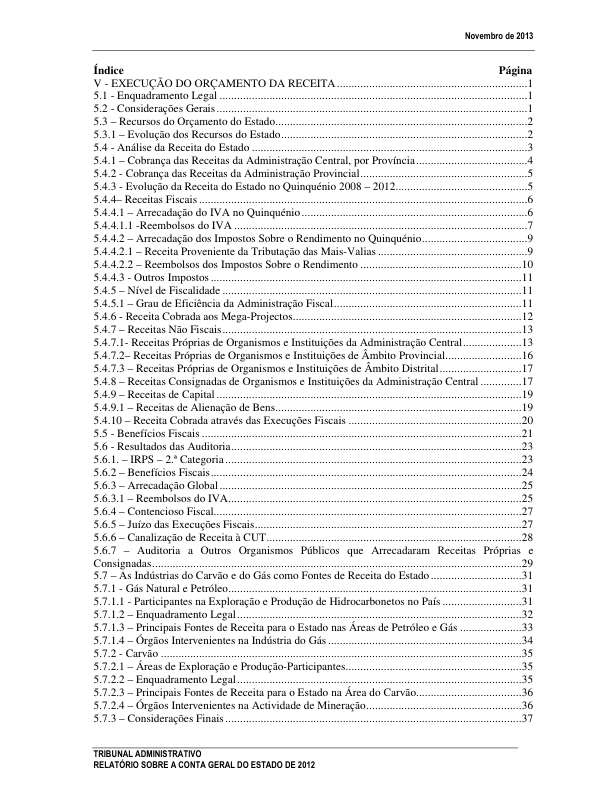 Novembro de 2013
Índice Página
V - EXECUÇÃO DO ORÇAMENTO DA RECEITA....................................................................1
5.1 - Enquadramento Legal ...............................................................................................................1
5.2 - Considerações Gerais ................................................................................................................1
5.3 – Recursos do Orçamento do Estado...........................................................................................2
5.3.1 – Evolução dos Recursos do Estado.........................................................................................2
5.4 - Análise da Receita do Estado ...................................................................................................3
5.4.1 – Cobrança das Receitas da Administração Central, por Província ........................................4
5.4.2 - Cobrança das Receitas da Administração Provincial............................................................5
5.4.3 - Evolução da Receita do Estado no Quinquénio 2008 – 2012................................................5
5.4.4– Receitas Fiscais ......................................................................................................................6
5.4.4.1 – Arrecadação do IVA no Quinquénio .................................................................................6
5.4.4.1.1 -Reembolsos do IVA .........................................................................................................7
5.4.4.2 – Arrecadação dos Impostos Sobre o Rendimento no Quinquénio......................................9
5.4.4.2.1 – Receita Proveniente da Tributação das Mais-Valias ......................................................9
5.4.4.2.2 – Reembolsos dos Impostos Sobre o Rendimento ..........................................................10
5.4.4.3 - Outros Impostos ................................................................................................................11
5.4.5 – Nível de Fiscalidade ............................................................................................................11
5.4.5.1 – Grau de Eficiência da Administração Fiscal...................................................................11
5.4.6 - Receita Cobrada aos Mega-Projectos..................................................................................12
5.4.7 – Receitas Não Fiscais............................................................................................................13
5.4.7.1- Receitas Próprias de Organismos e Instituições da Administração Central.....................13
5.4.7.2– Receitas Próprias de Organismos e Instituições de Âmbito Provincial...........................16
5.4.7.3 – Receitas Próprias de Organismos e Instituições de Âmbito Distrital.............................17
5.4.8 – Receitas Consignadas de Organismos e Instituições da Administração Central ..............17
5.4.9 – Receitas de Capital ..............................................................................................................19
5.4.9.1 – Receitas de Alienação de Bens........................................................................................19
5.4.10 – Receita Cobrada através das Execuções Fiscais ..............................................................20
5.5 - Benefícios Fiscais ...................................................................................................................21
5.6 - Resultados das Auditoria.........................................................................................................23
5.6.1. – IRPS – 2.ª Categoria ...........................................................................................................23
5.6.2 – Benefícios Fiscais................................................................................................................24
5.6.3 – Arrecadação Global.............................................................................................................25
5.6.3.1 – Reembolsos do IVA.........................................................................................................25
5.6.4 – Contencioso Fiscal...............................................................................................................27
5.6.5 – Juízo das Execuções Fiscais................................................................................................27
5.6.6 – Canalização de Receita à CUT............................................................................................28
5.6.7 – Auditoria a Outros Organismos Públicos que Arrecadaram Receitas Próprias e
Consignadas....................................................................................................................................29
5.7 – As Indústrias do Carvão e do Gás como Fontes de Receita do Estado ................................31
5.7.1 - Gás Natural e Petróleo..........................................................................................................31
5.7.1.1 - Participantes na Exploração e Produção de Hidrocarbonetos no País ............................31
5.7.1.2 – Enquadramento Legal......................................................................................................32
5.7.1.3 – Principais Fontes de Receita para o Estado nas Áreas de Petróleo e Gás ......................33
5.7.1.4 – Órgãos Intervenientes na Indústria do Gás .....................................................................34
5.7.2 - Carvão ..................................................................................................................................35
5.7.2.1 – Áreas de Exploração e Produção-Participantes...............................................................35
5.7.2.2 – Enquadramento Legal......................................................................................................35
5.7.2.3 – Principais Fontes de Receita para o Estado na Área do Carvão.....................................36
5.7.2.4 – Órgãos Intervenientes na Actividade de Mineração........................................................36
5.7.3 – Considerações Finais ...........................................................................................................37
TRIBUNAL ADMINISTRATIVO
RELATÓRIO SOBRE A CONTA GERAL DO ESTADO DE 2012